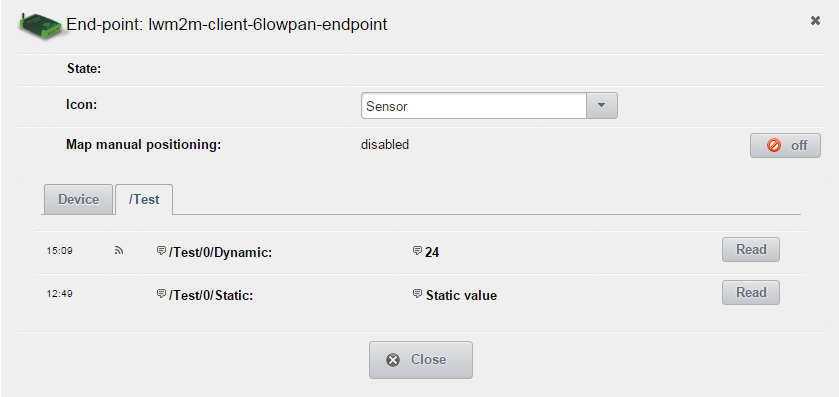 End-point: lwm2m-client-6lowpan-endpoint
State:
Icon: Sensor
Map manual positioning: disabled off
Device /Test
15:09 /Test/0/Dynamic: 24 Read
12:49 /Test/0/Static: Static value Read
Close